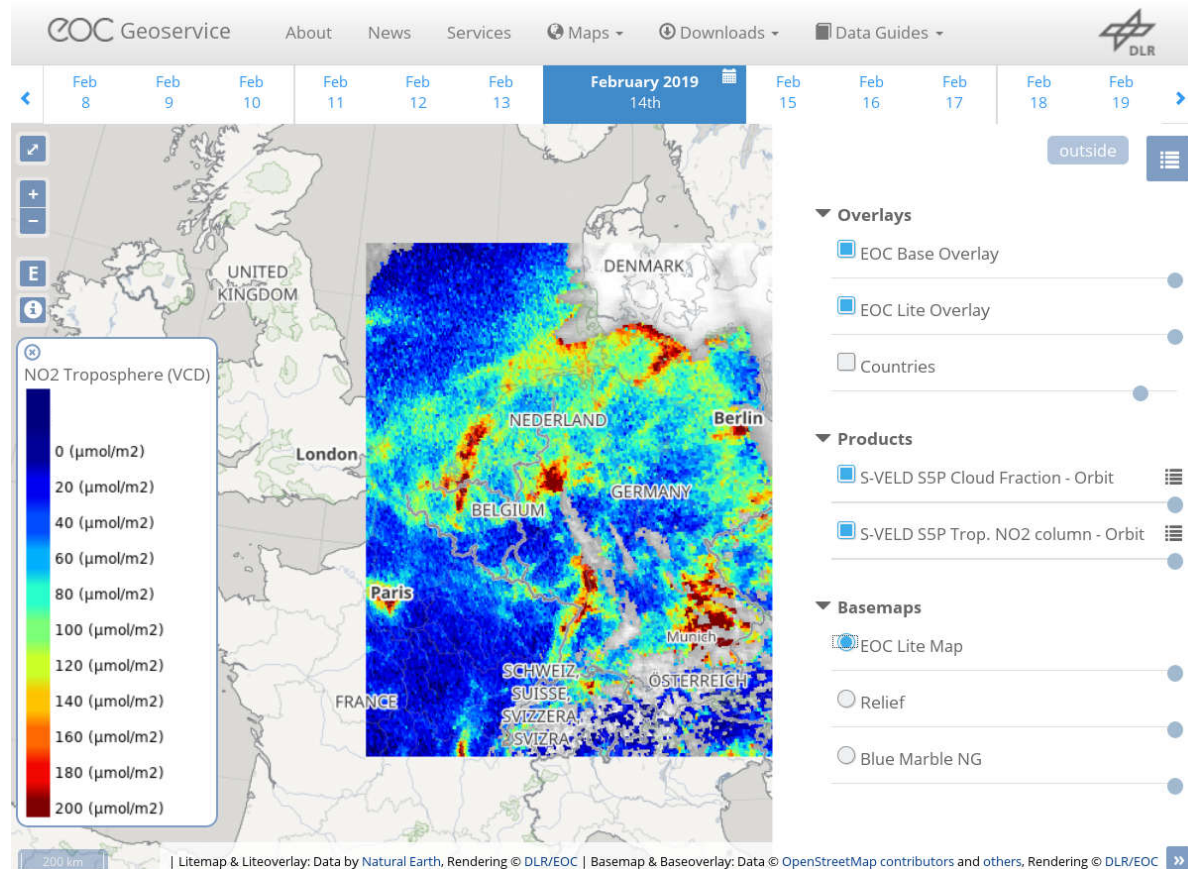 EOC Geoservice
About
News
Services
Maps
Downloads
Data Guides
DLR
Feb
8
Feb
9
Feb
10
Feb
11
Feb
12
Feb
13
February 2019
14th
Feb
15
Feb
16
Feb
17
Feb
18
Feb
19
+
−
E
i
UNITED
KINGDOM
London
DENMARK
NEDERLAND
Berlin
GERMANY
BELGIUM
Paris
Munich
SCHWEIZ,
SUISSE,
SVIZZERA,
SVIZRA
ÖSTERREICH
FRANCE
NO2 Troposphere (VCD)
0 (µmol/m2)
20 (µmol/m2)
40 (µmol/m2)
60 (µmol/m2)
80 (µmol/m2)
100 (µmol/m2)
120 (µmol/m2)
140 (µmol/m2)
160 (µmol/m2)
180 (µmol/m2)
200 (µmol/m2)
outside
Overlays
EOC Base Overlay
EOC Lite Overlay
Countries
Products
S-VELD S5P Cloud Fraction - Orbit
S-VELD S5P Trop. NO2 column - Orbit
Basemaps
EOC Lite Map
Relief
Blue Marble NG
200 km
| Litemap & Liteoverlay: Data by Natural Earth, Rendering © DLR/EOC | Basemap & Baseoverlay: Data © OpenStreetMap contributors and others, Rendering © DLR/EOC
»